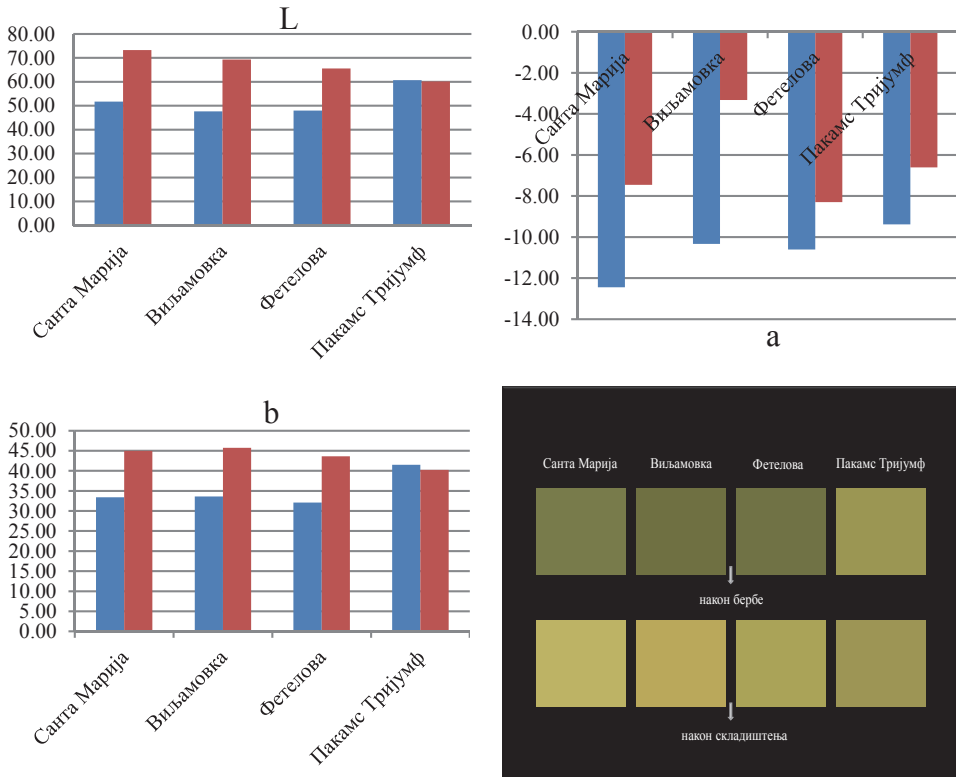 L
80.00
70.00
60.00
50.00
40.00
30.00
20.00
10.00
0.00
Санта Марија
Виљамовка
Фетелова
Пакамс Тријумф
0.00
-2.00
-4.00
-6.00
-8.00
-10.00
-12.00
-14.00
Санта Марија
Виљамовка
Фетелова
Пакамс Тријумф
a
b
50.00
45.00
40.00
35.00
30.00
25.00
20.00
15.00
10.00
5.00
0.00
Санта Марија
Виљамовка
Фетелова
Пакамс Тријумф
Санта Марија Виљамовка Фетелова Пакамс Тријумф
након бербе
након складиштења